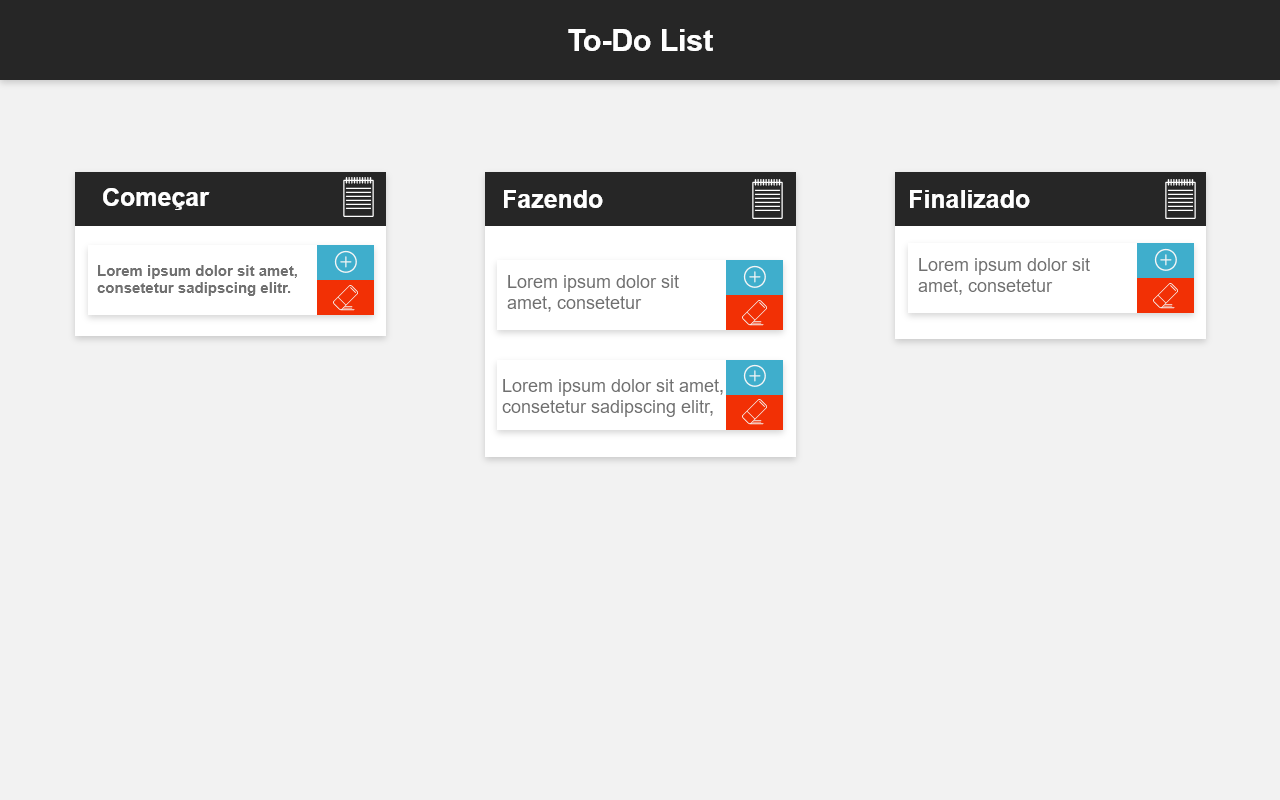 To-Do List
Começar
Lorem ipsum dolor sit amet,
consetetur sadipscing elitr.
Fazendo
Lorem ipsum dolor sit
amet, consetetur
Lorem ipsum dolor sit amet,
consetetur sadipscing elitr,
Finalizado
Lorem ipsum dolor sit
amet, consetetur